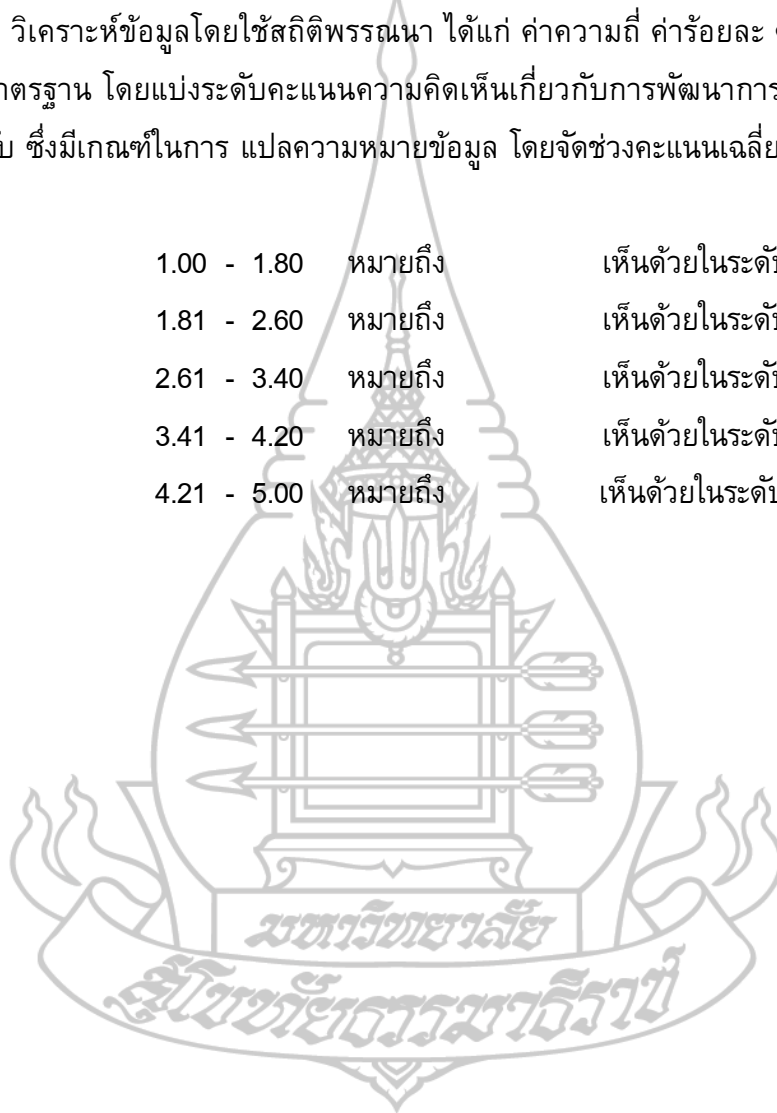 วิเคราะห์ข้อมูลโดยใช้สถิติพรรณนา ได้แก่ ค่าความถี่ ค่าร้อยละ
าตรฐาน โดยแบ่งระดับคะแนนความคิดเห็นเกี่ยวกับการพัฒนาการ
บ ซึ่งมีเกณฑ์ในการ แปลความหมายข้อมูล โดยจัดช่วงคะแนนเฉลี่ย
1.00 - 1.80 หมายถึง เห็นด้วยในระดับ
1.81 - 2.60 หมายถึง เห็นด้วยในระดับ
2.61 - 3.40 หมายถึง เห็นด้วยในระดับ
3.41 - 4.20 หมายถึง เห็นด้วยในระดับ
4.21 - 5.00 หมายถึง เห็นด้วยในระดับ
มหาวิทยาลัย
สุโขทัยธรรมาธิราช